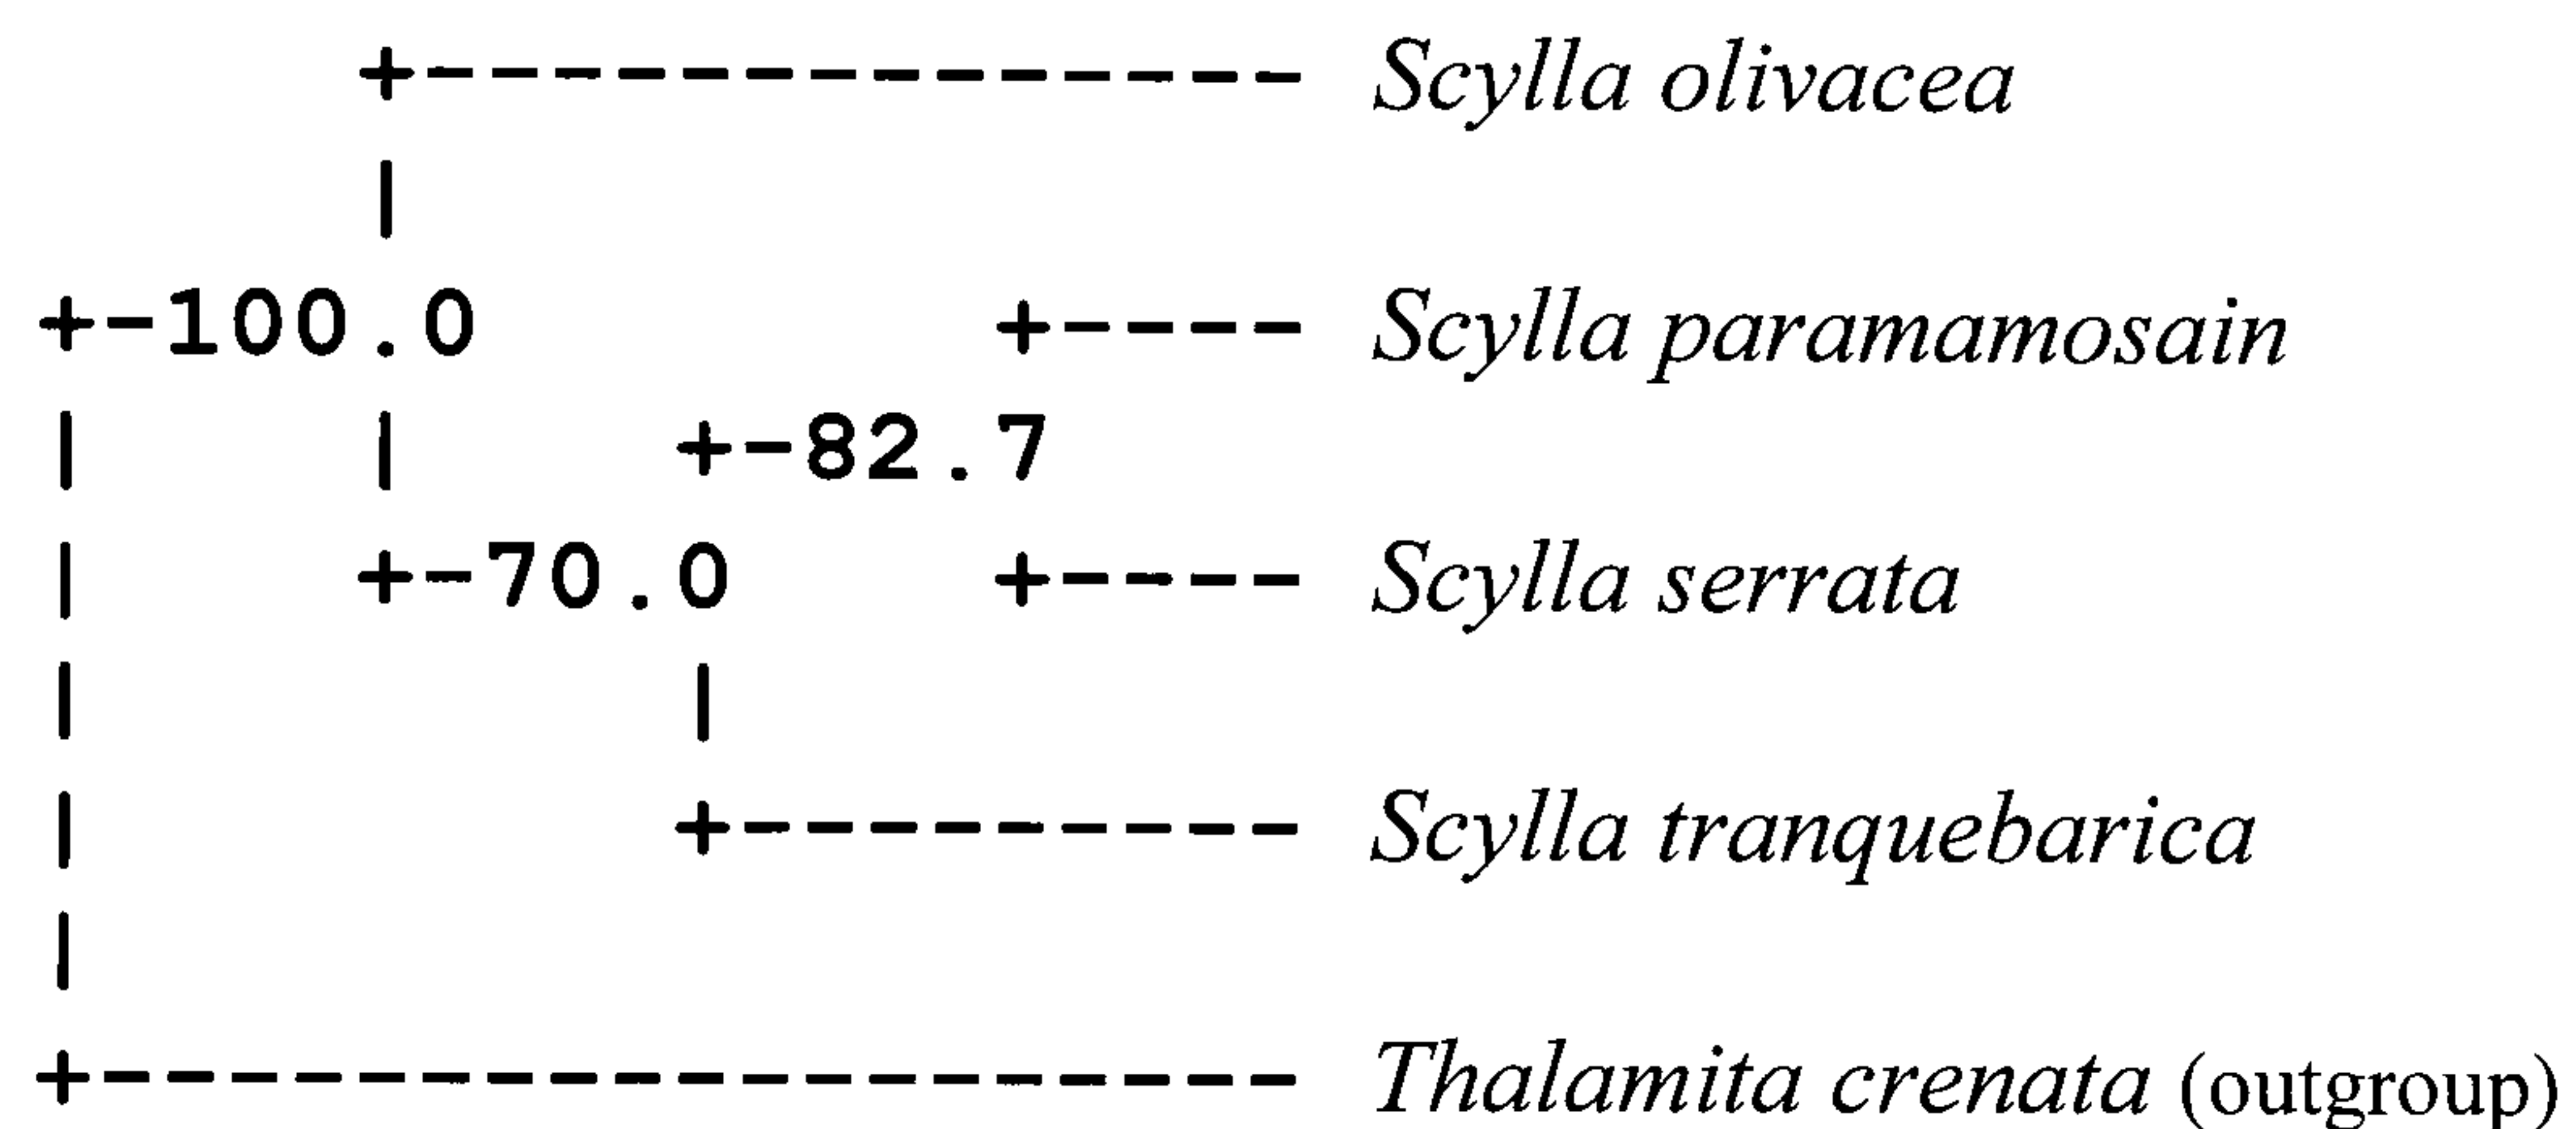 +-------------- Scylla olivacea
|
+-100.0 +---- Scylla paramamosain
| | +-82.7
| +-70.0 +---- Scylla serrata
| |
| +--------- Scylla tranquebarica
|
+------------------- Thalamita crenata (outgroup)